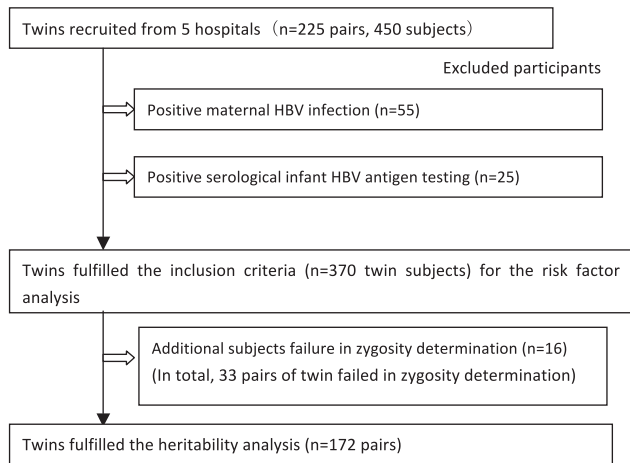 Twins recruited from 5 hospitals（n=225 pairs, 450 subjects）
Excluded participants
Positive maternal HBV infection (n=55)
Positive serological infant HBV antigen testing (n=25)
Twins fulfilled the inclusion criteria (n=370 twin subjects) for the risk factor
analysis
Additional subjects failure in zygosity determination (n=16)
(In total, 33 pairs of twin failed in zygosity determination)
Twins fulfilled the heritability analysis (n=172 pairs)